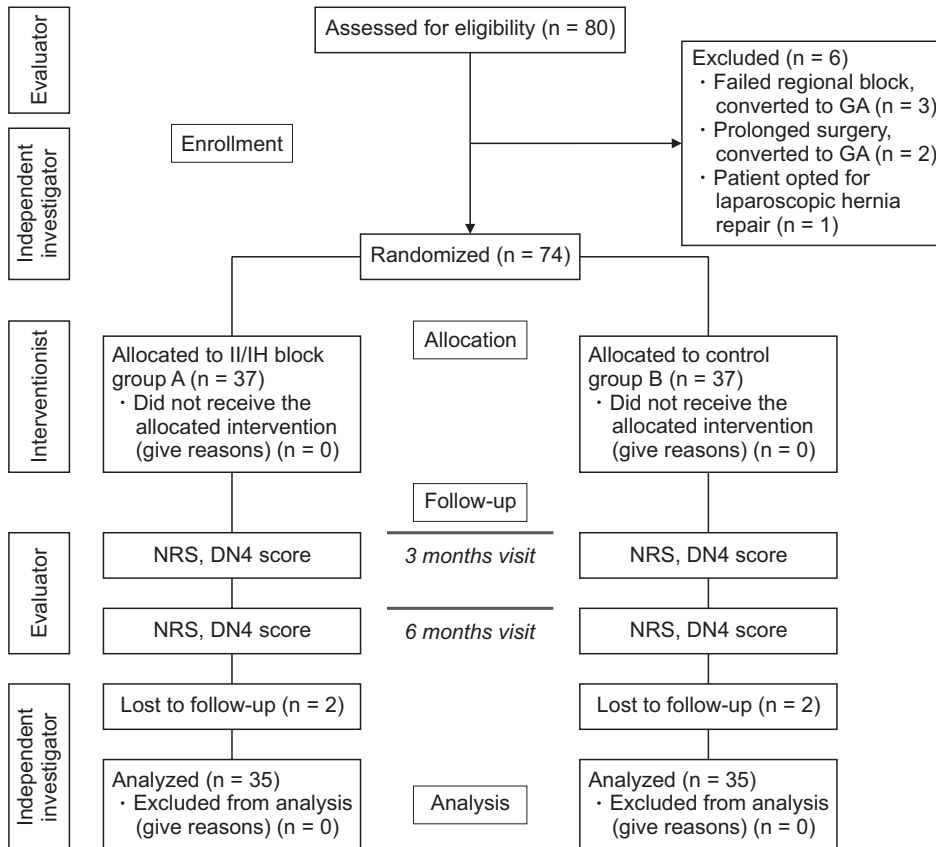 Evaluator
Assessed for eligibility (n = 80)
Excluded (n = 6)
· Failed regional block,
converted to GA (n = 3)
· Prolonged surgery,
converted to GA (n = 2)
· Patient opted for
laparoscopic hernia
repair (n = 1)
Enrollment
Independent
investigator
Randomized (n = 74)
Interventionist
Allocation
Allocated to II/IH block
group A (n = 37)
· Did not receive the
allocated intervention
(give reasons) (n = 0)
Allocated to control
group B (n = 37)
· Did not receive the
allocated intervention
(give reasons) (n = 0)
Follow-up
Evaluator
NRS, DN4 score
3 months visit
NRS, DN4 score
NRS, DN4 score
6 months visit
NRS, DN4 score
Independent
investigator
Lost to follow-up (n = 2)
Lost to follow-up (n = 2)
Analyzed (n = 35)
· Excluded from analysis
(give reasons) (n = 0)
Analysis
Analyzed (n = 35)
· Excluded from analysis
(give reasons) (n = 0)